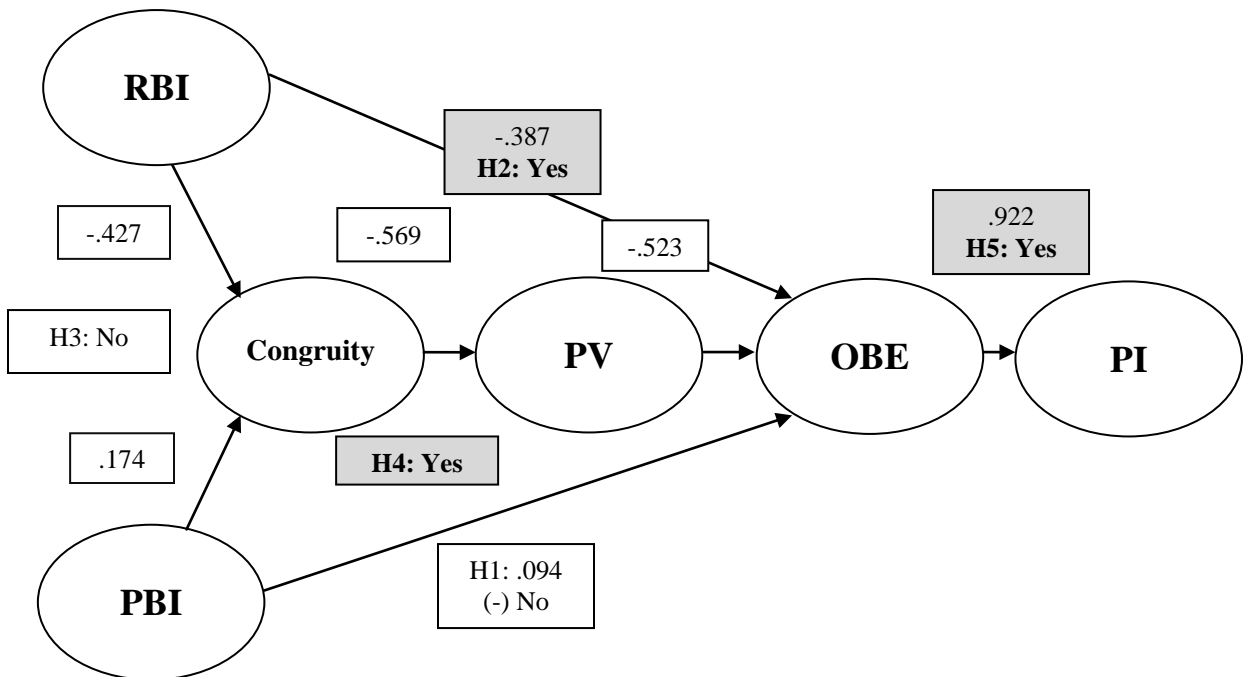 RBI
-.387
H2: Yes
-.427
-.569
-.523
.922
H5: Yes
H3: No
Congruity
PV
OBE
PI
.174
H4: Yes
PBI
H1: .094
(-) No